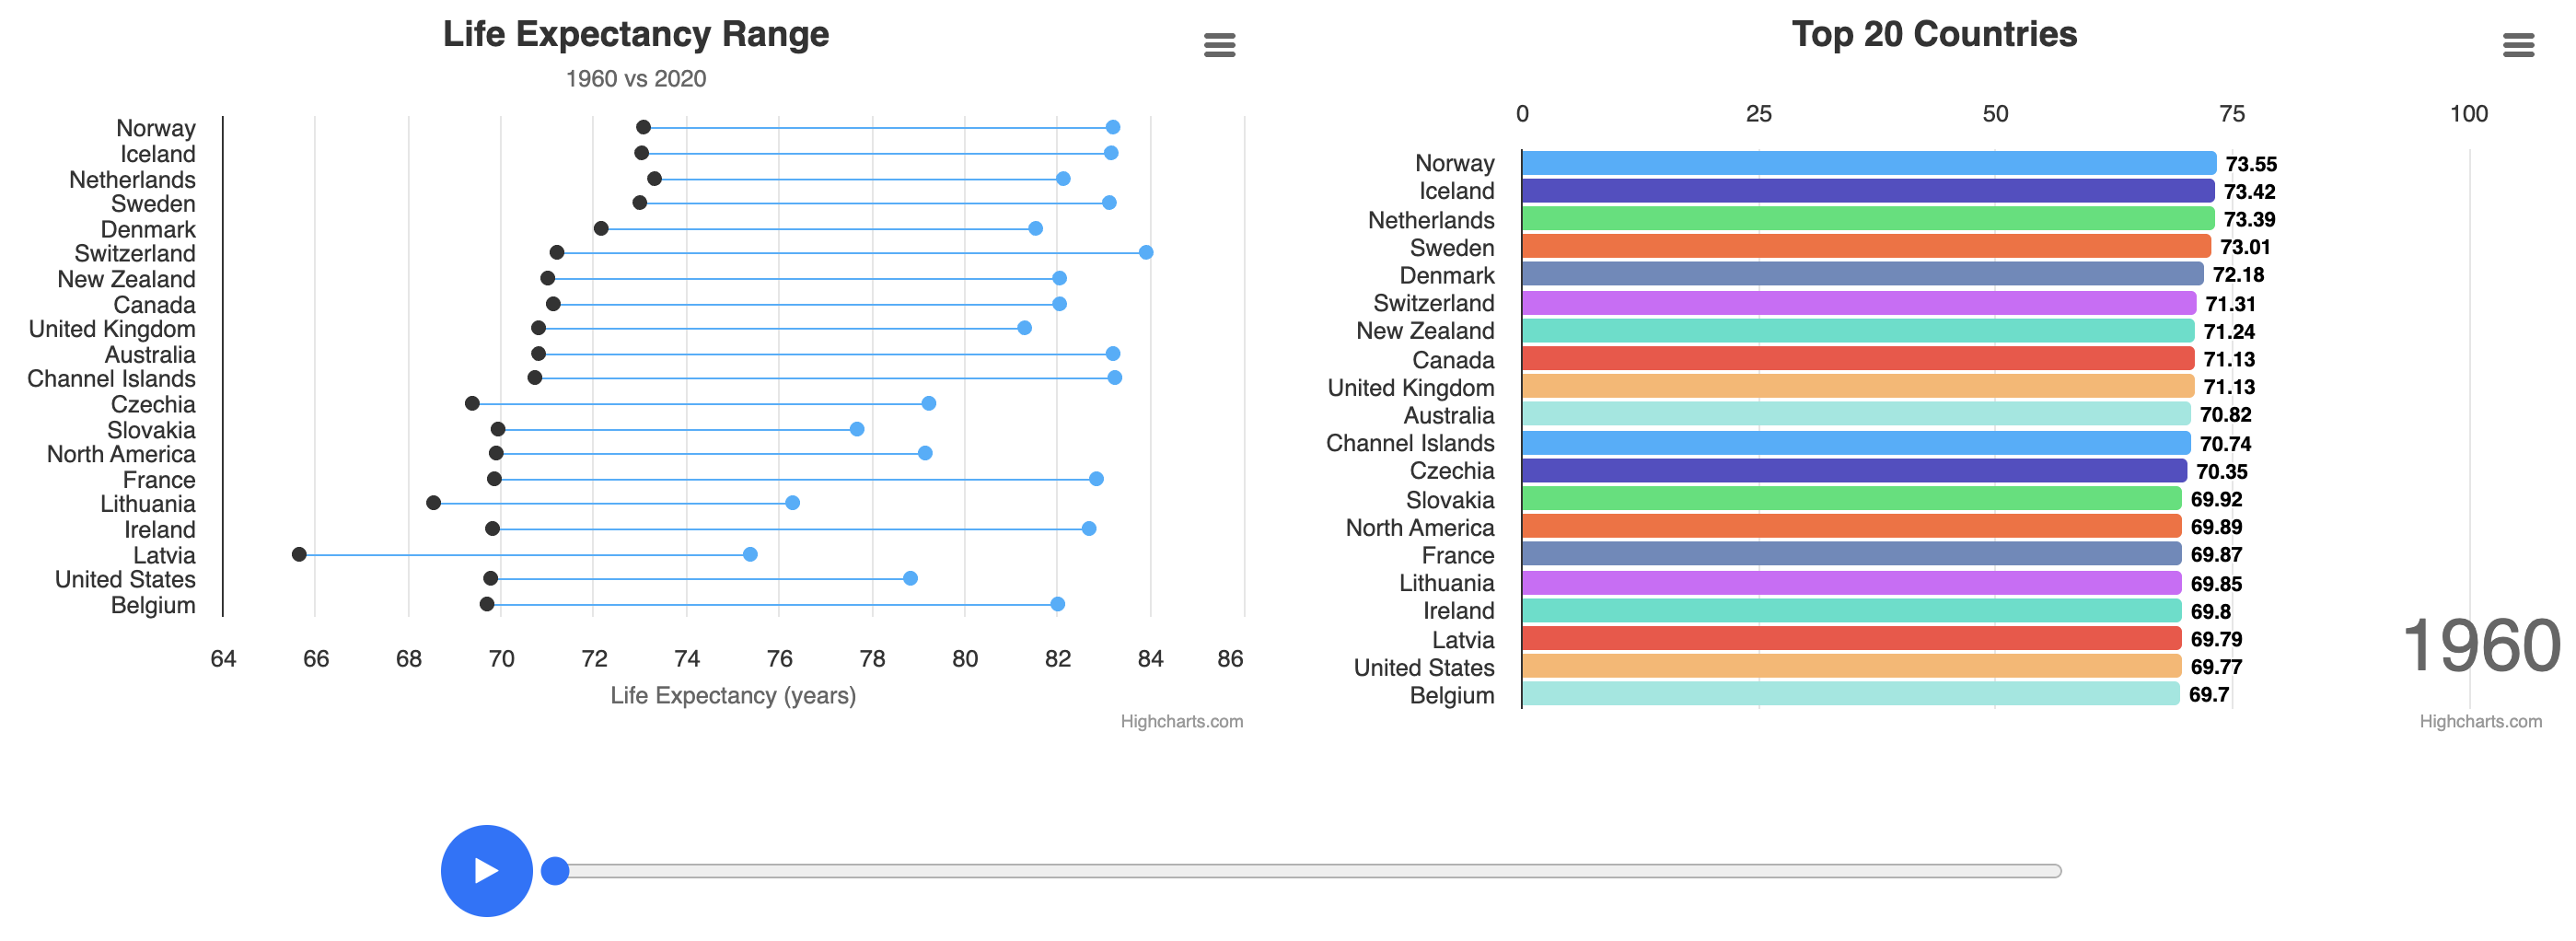 Life Expectancy Range
1960 vs 2020
Norway
Iceland
Netherlands
Sweden
Denmark
Switzerland
New Zealand
Canada
United Kingdom
Australia
Channel Islands
Czechia
Slovakia
North America
France
Lithuania
Ireland
Latvia
United States
Belgium
64 66 68 70 72 74 76 78 80 82 84 86
Life Expectancy (years)
Highcharts.com
Top 20 Countries
0 25 50 75 100
Norway 73.55
Iceland 73.42
Netherlands 73.39
Sweden 73.01
Denmark 72.18
Switzerland 71.31
New Zealand 71.24
Canada 71.13
United Kingdom 71.13
Australia 70.82
Channel Islands 70.74
Czechia 70.35
Slovakia 69.92
North America 69.89
France 69.87
Lithuania 69.85
Ireland 69.8
Latvia 69.79
United States 69.77
Belgium 69.7
1960
Highcharts.com